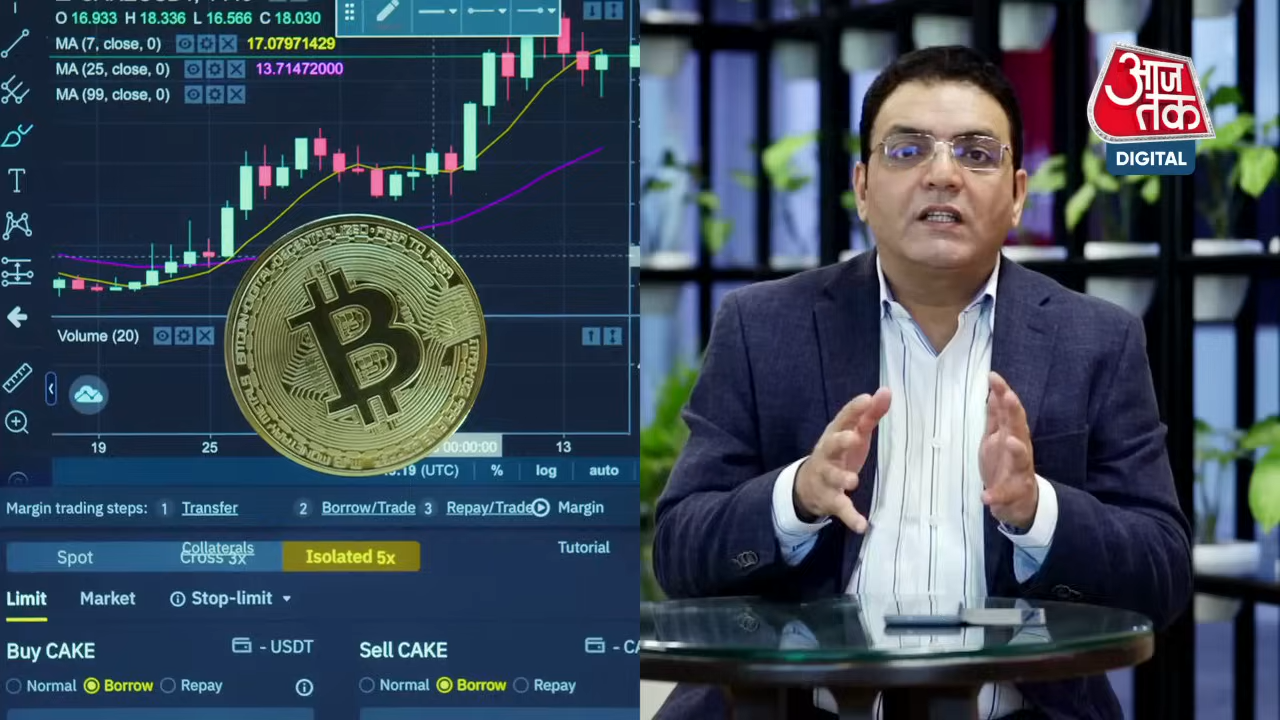 O 16.933 H 18.336 L 16.566 C 18.030
MA (7, close, 0) 17.07971429
MA (25, close, 0) 13.71472000
MA (99, close, 0)
Volume (20)
19 25 00:00:00 13
(UTC) % log auto
Margin trading steps: 1 Transfer 2 Borrow/Trade 3 Repay/Trade Margin
Collaterals
Spot Cross 3x Isolated 5x Tutorial
Limit Market Stop-limit
Buy CAKE - USDT Sell CAKE
Normal Borrow Repay Normal Borrow Repay
आज
तक
DIGITAL